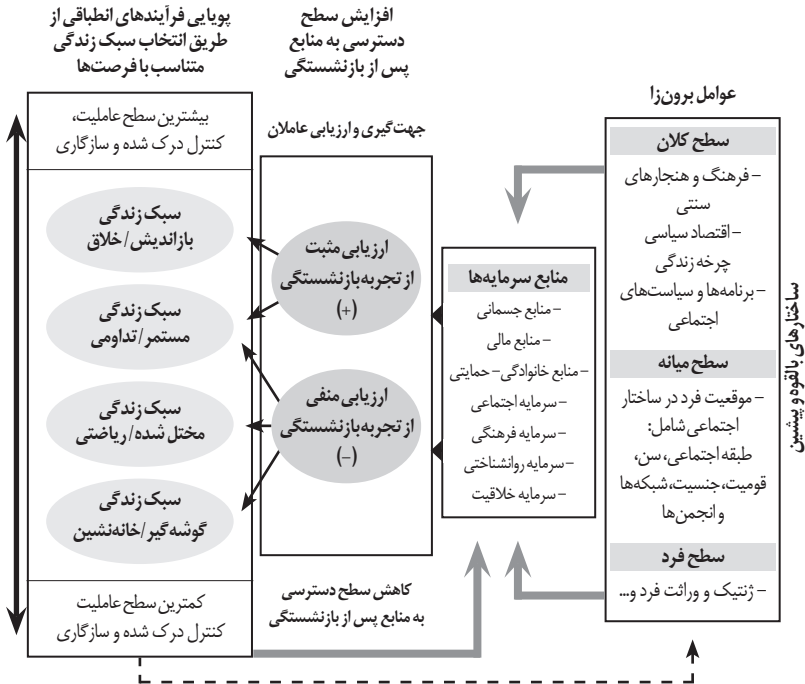 عوامل برون‌زا
سطح کلان
– فرهنگ و هنجارهای
سنتی
– اقتصاد سیاسی
چرخه زندگی
– برنامه‌ها و سیاست‌های
اجتماعی
سطح میانه
– موقعیت فرد در ساختار
اجتماعی شامل:
طبقه اجتماعی، سن،
قومیت، جنسیت، شبکه‌ها
و انجمن‌ها
سطح فرد
– ژنتیک و وراثت فرد و...
ساختارهای بالقوه و پیشین
منابع سرمایه‌ها
– منابع جسمانی
– منابع مالی
– منابع خانوادگی – حمایتی
– سرمایه اجتماعی
– سرمایه فرهنگی
– سرمایه روانشناختی
– سرمایه خلاقیت
افزایش سطح
دسترسی به منابع
پس از بازنشستگی
جهت‌گیری و ارزیابی عاملان
ارزیابی مثبت
از تجربه بازنشستگی
(+)
ارزیابی منفی
از تجربه بازنشستگی
(–)
کاهش سطح دسترسی
به منابع پس از بازنشستگی
پویایی فرآیندهای انطباقی از
طریق انتخاب سبک زندگی
متناسب با فرصت‌ها
بیشترین سطح عاملیت،
کنترل درک شده و سازگاری
سبک زندگی
بازاندیش/خلاق
سبک زندگی
مستمر/تداومی
سبک زندگی
مختل شده/ریاضتی
سبک زندگی
گوشه‌گیر/خانه‌نشین
کمترین سطح عاملیت
کنترل درک شده و سازگاری